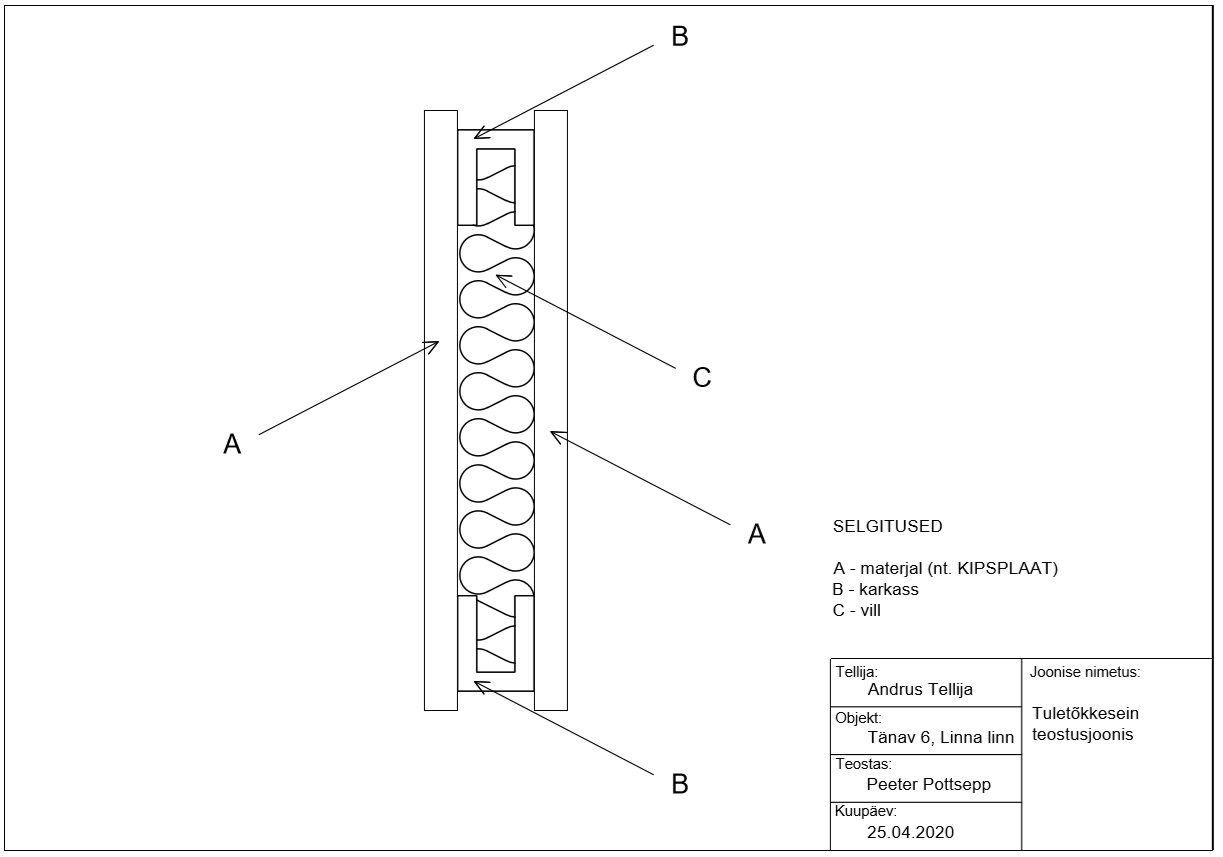 B
C
A
A
B
SELGITUSED
A - materjal (nt. KIPSPLAAT)
B - karkass
C - vill
Tellija:
Andrus Tellija
Objekt:
Tänav 6, Linna linn
Teostas:
Peeter Pottsepp
Kuupäev:
25.04.2020
Joonise nimetus:
Tuletõkkesein
teostusjoonis